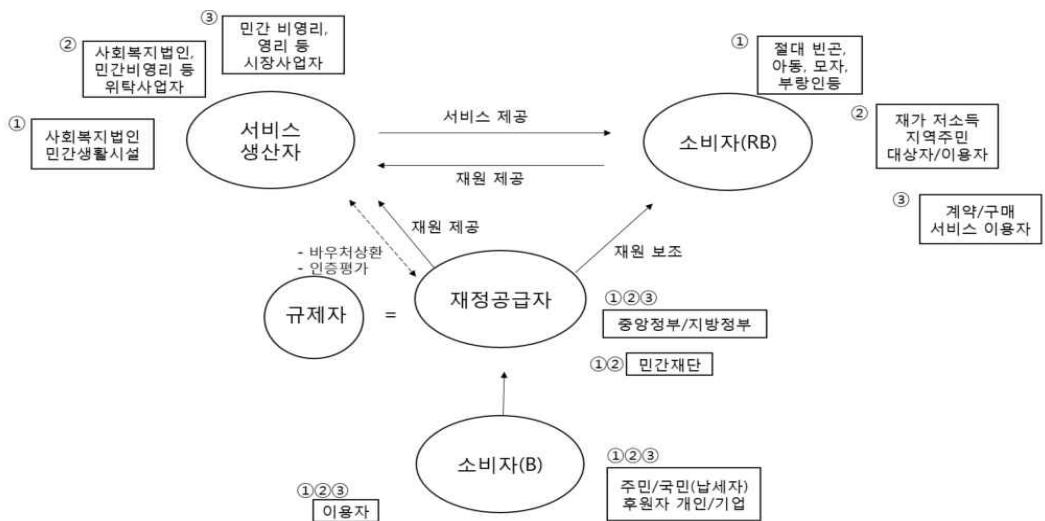 ③
민간 비영리,
영리 등
시장사업자
②
사회복지법인,
민간비영리 등
위탁사업자
①
사회복지법인
민간생활시설
서비스
생산자
서비스 제공
재원 제공
소비자(RB)
①
절대 빈곤,
아동, 모자,
부랑인등
②
재가 저소득
지역주민
대상자/이용자
③
계약/구매
서비스 이용자
재원 제공
- 바우처상환
- 인증평가
재원 보조
규제자
=
재정공급자
①②③
중앙정부/지방정부
①②
민간재단
소비자(B)
①②③
이용자
①②③
주민/국민(납세자)
후원자 개인/기업